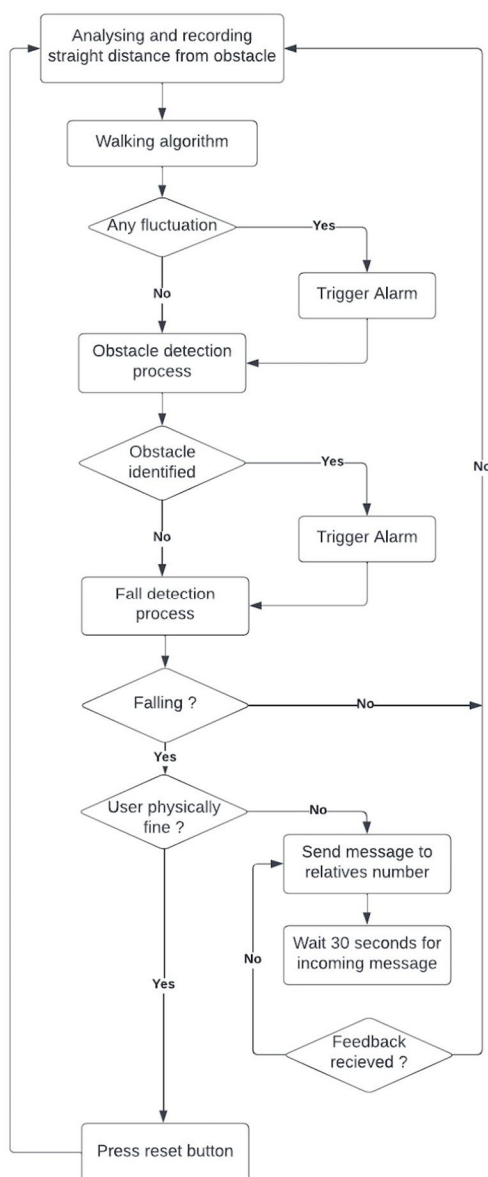 Analysing and recording
straight distance from obstacle
Walking algorithm
Any fluctuation
Yes
Trigger Alarm
No
Obstacle detection
process
Obstacle
identified
Yes
No
Trigger Alarm
No
Fall detection
process
Falling ?
No
Yes
User physically
fine ?
No
Send message to
relatives number
Wait 30 seconds for
incoming message
No
Yes
Feedback
recieved ?
Press reset button